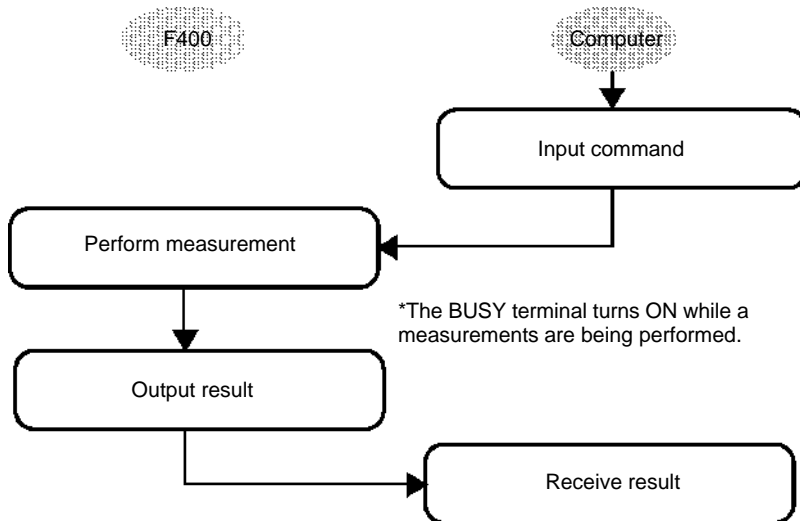 F400
Computer
Input command
Perform measurement
*The BUSY terminal turns ON while a
measurements are being performed.
Output result
Receive result